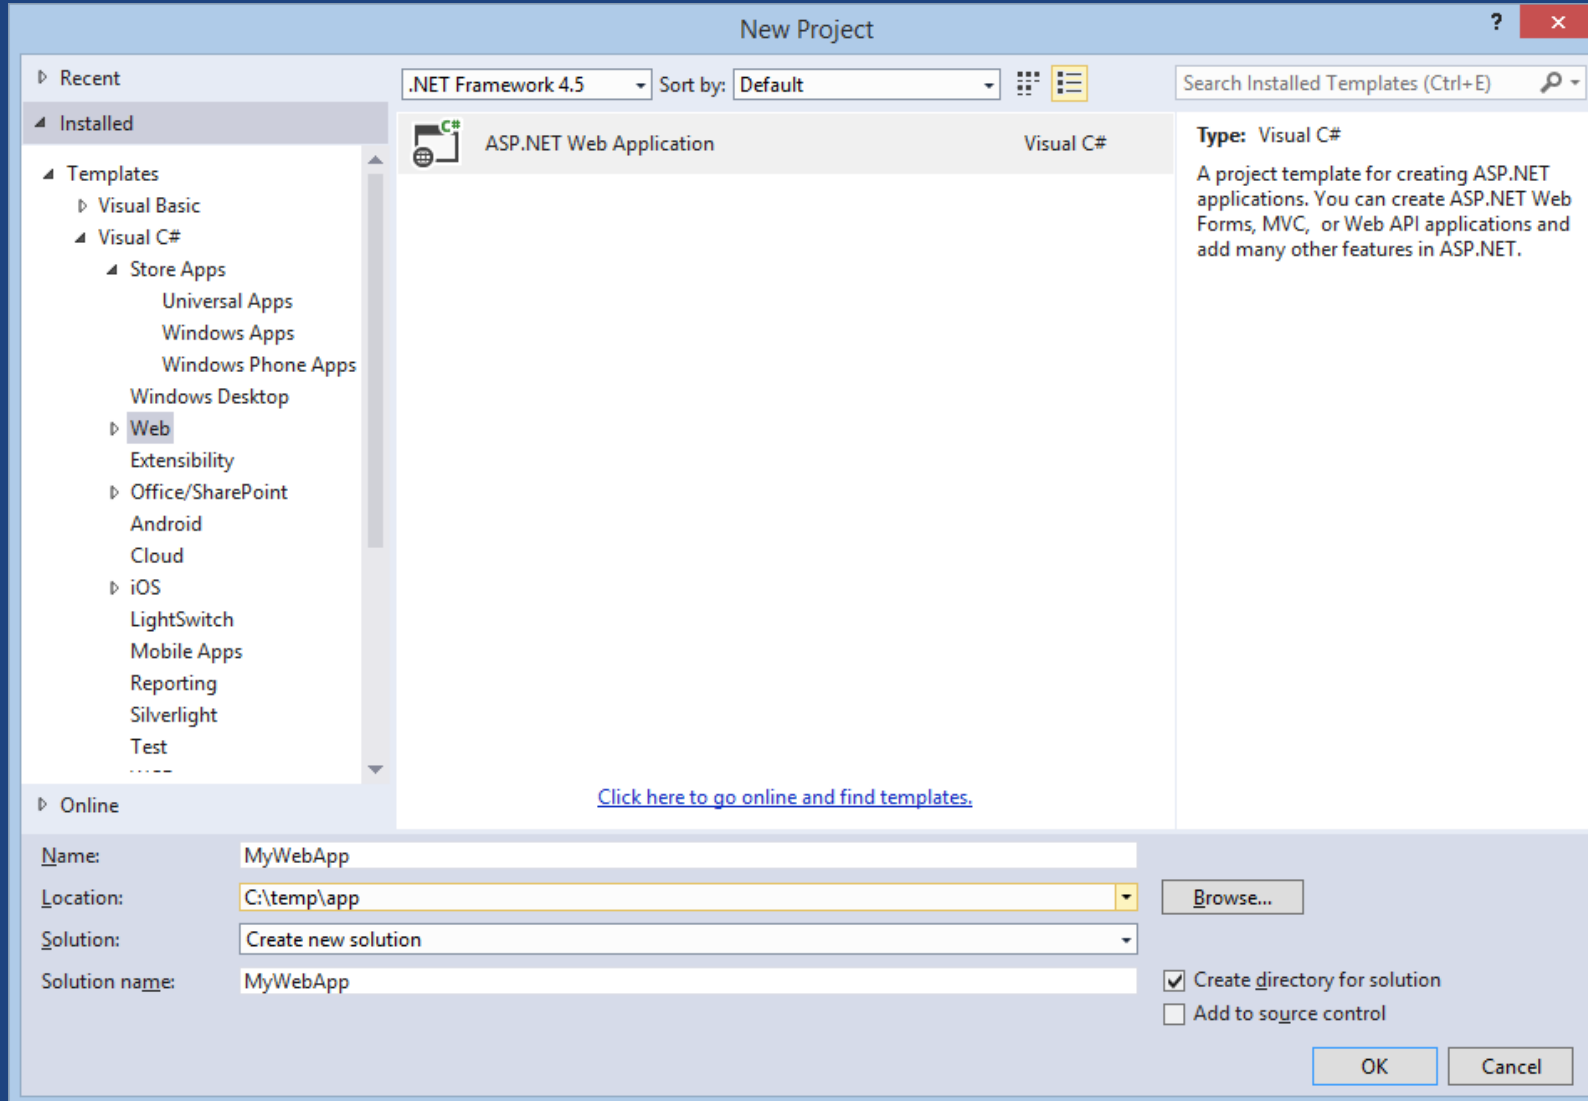 New Project
?
Recent
Installed
Templates
Visual Basic
Visual C#
Store Apps
Universal Apps
Windows Apps
Windows Phone Apps
Windows Desktop
Web
Extensibility
Office/SharePoint
Android
Cloud
iOS
LightSwitch
Mobile Apps
Reporting
Silverlight
Test
Online
.NET Framework 4.5
Sort by: Default
C#
ASP.NET Web Application Visual C#
Click here to go online and find templates.
Search Installed Templates (Ctrl+E)
Type: Visual C#
A project template for creating ASP.NET
applications. You can create ASP.NET Web
Forms, MVC, or Web API applications and
add many other features in ASP.NET.
Name: MyWebApp
Location: C:\temp\app
Browse...
Solution: Create new solution
Solution name: MyWebApp
Create directory for solution
Add to source control
OK Cancel